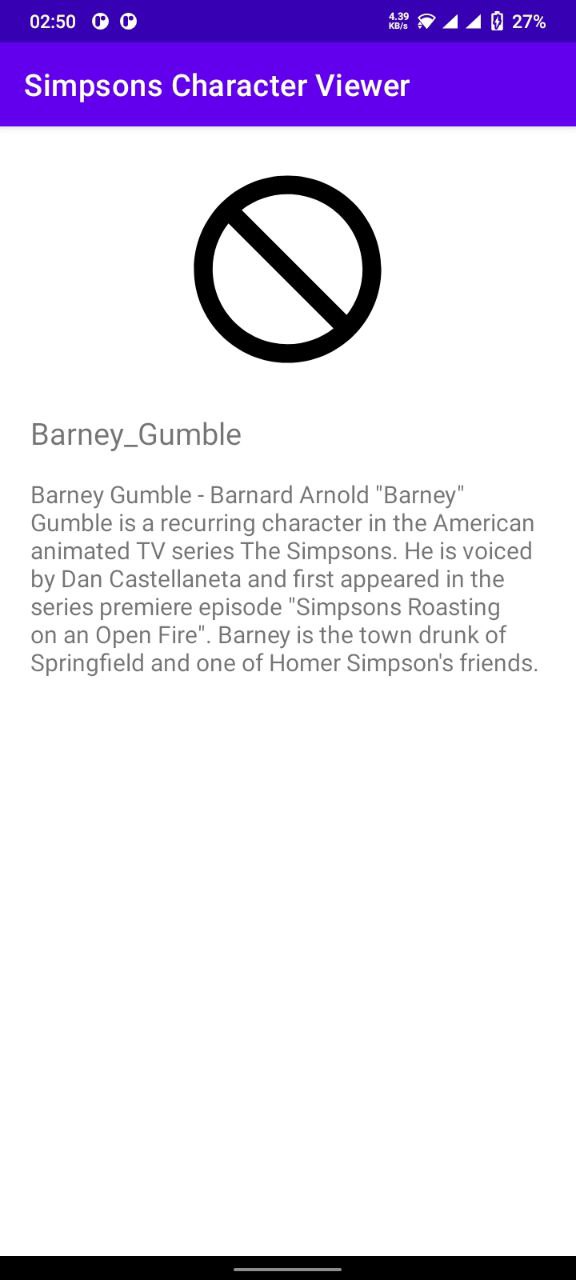 02:50 4.39 KB/s 27%
Simpsons Character Viewer
Barney_Gumble
Barney Gumble - Barnard Arnold "Barney"
Gumble is a recurring character in the American
animated TV series The Simpsons. He is voiced
by Dan Castellaneta and first appeared in the
series premiere episode "Simpsons Roasting
on an Open Fire". Barney is the town drunk of
Springfield and one of Homer Simpson's friends.